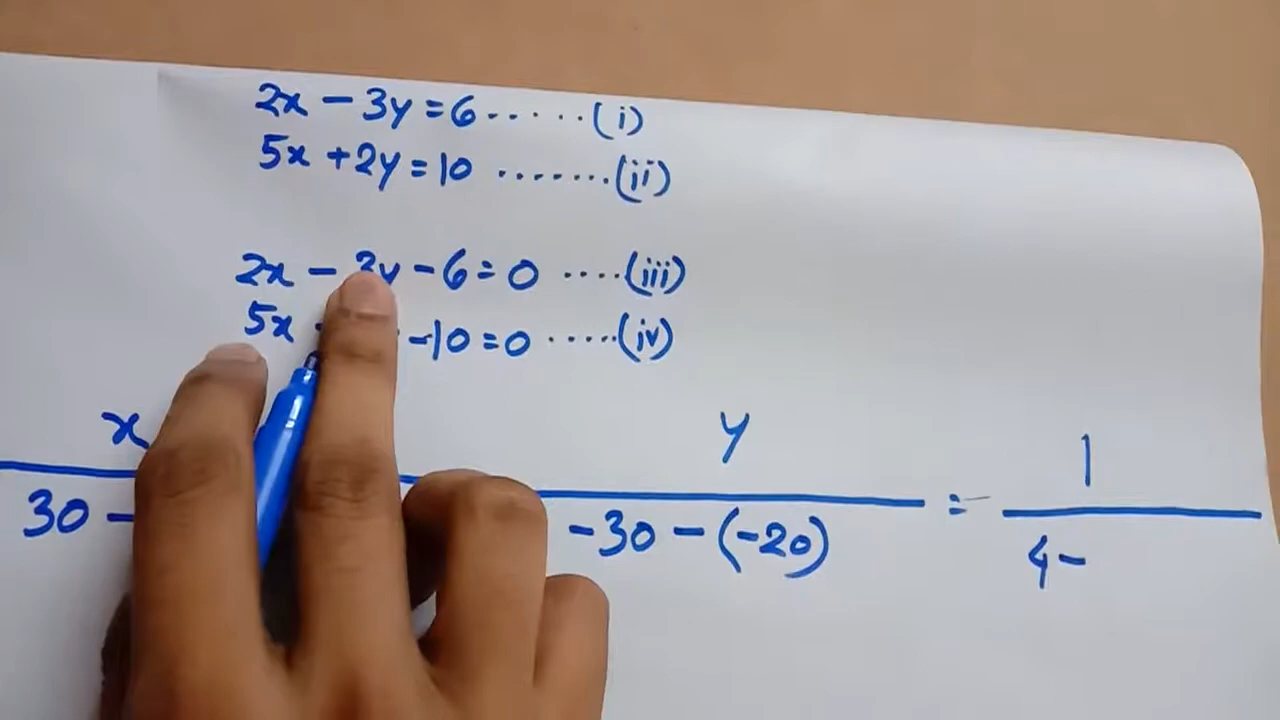 2x - 3y = 6 ..... (i)
5x + 2y = 10 ....... (ii)
2x - 3y - 6 = 0 .... (iii)
5x - 10 = 0 ..... (iv)
x y 1
30 - -30 - (-20) = 4 -